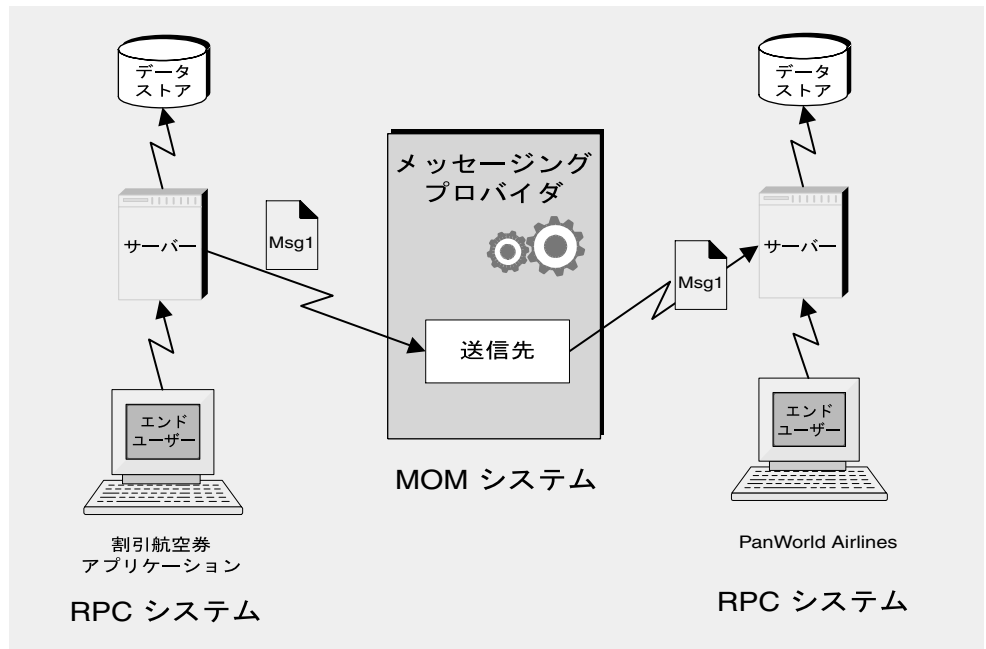 データ
ストア
サーバー
Msg1
エンド
ユーザー
割引航空券
アプリケーション
RPC システム
メッセージング
プロバイダ
送信先
MOM システム
Msg1
データ
ストア
サーバー
エンド
ユーザー
PanWorld Airlines
RPC システム